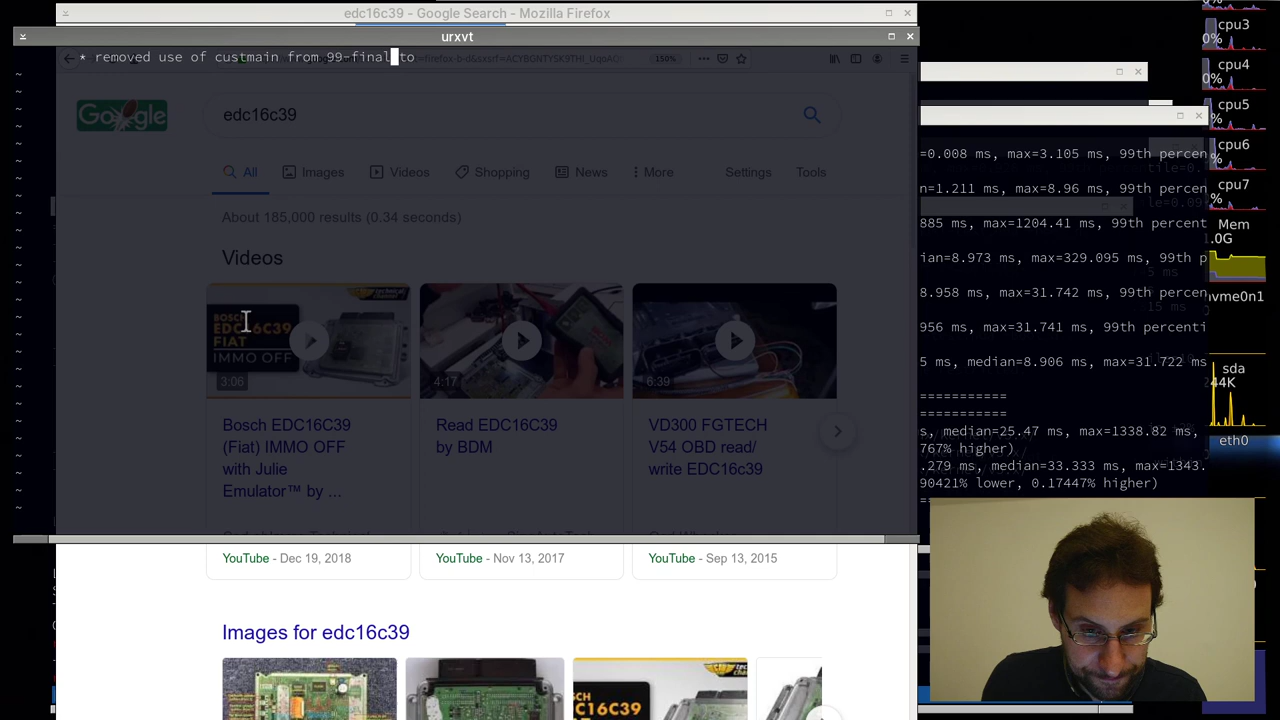 edc16c39 - Google Search - Mozilla Firefox
urxvt
* removed use of custmain from 99-final to
150%
Google
edc16c39
All
Images
Videos
Shopping
News
More
Settings
Tools
About 185,000 results (0.34 seconds)
Videos
BOSCH
EDC16C39
FIAT
IMMO OFF
3:06
4:17
6:39
Bosch EDC16C39
(Fiat) IMMO OFF
with Julie
Emulator™ by ...
Read EDC16C39
by BDM
VD300 FGTECH
V54 OBD read/
write EDC16C39
YouTube - Dec 19, 2018
YouTube - Nov 13, 2017
YouTube - Sep 13, 2015
Images for edc16c39
=0.008 ms, max=3.105 ms, 99th percen
n=1.211 ms, max=8.96 ms, 99th percen
885 ms, max=1204.41 ms, 99th percent
ian=8.973 ms, max=329.095 ms, 99th p
8.958 ms, max=31.742 ms, 99th percen
956 ms, max=31.741 ms, 99th percenti
5 ms, median=8.906 ms, max=31.722 ms
===========
===========
s, median=25.47 ms, max=1338.82 ms,
767% higher)
.279 ms, median=33.333 ms, max=1343.
90421% lower, 0.17447% higher)
cpu3
0%
cpu4
0%
cpu5
%
cpu6
%
cpu7
%
Mem
.0G
nvme0n1
sda
44K
eth0